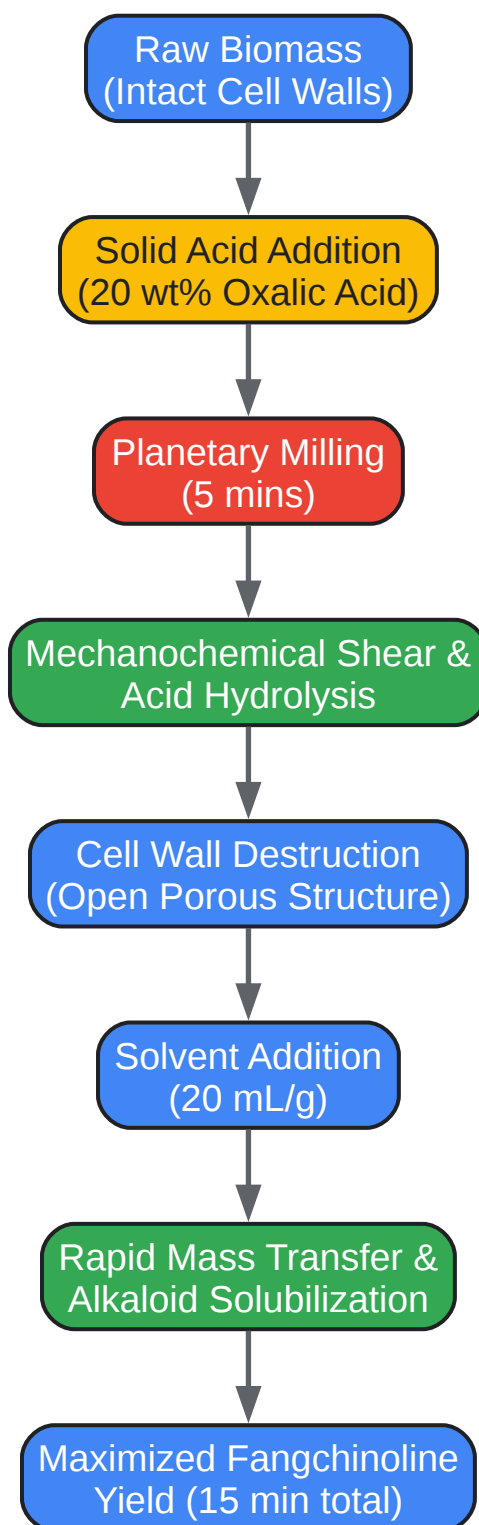 Raw Biomass
(Intact Cell Walls)
Solid Acid Addition
(20 wt% Oxalic Acid)
Planetary Milling
(5 mins)
Mechanochemical Shear &
Acid Hydrolysis
Cell Wall Destruction
(Open Porous Structure)
Solvent Addition
(20 mL/g)
Rapid Mass Transfer &
Alkaloid Solubilization
Maximized Fangchinoline
Yield (15 min total)